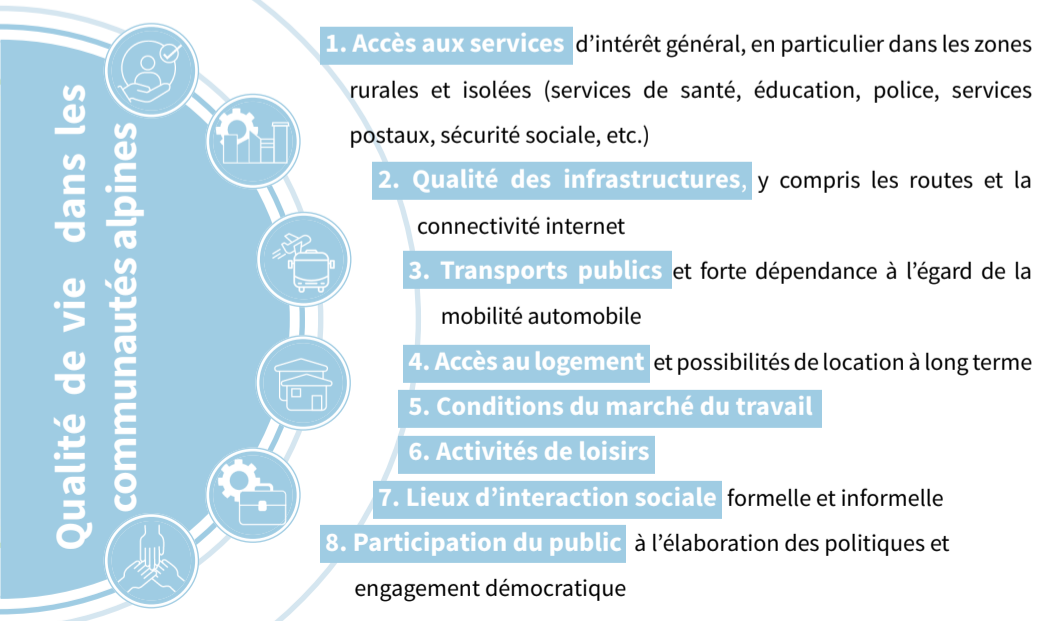 Qualité de vie dans les
communautés alpines
1. Accès aux services d’intérêt général, en particulier dans les zones
rurales et isolées (services de santé, éducation, police, services
postaux, sécurité sociale, etc.)
2. Qualité des infrastructures, y compris les routes et la
connectivité internet
3. Transports publics et forte dépendance à l’égard de la
mobilité automobile
4. Accès au logement et possibilités de location à long terme
5. Conditions du marché du travail
6. Activités de loisirs
7. Lieux d’interaction sociale formelle et informelle
8. Participation du public à l’élaboration des politiques et
engagement démocratique